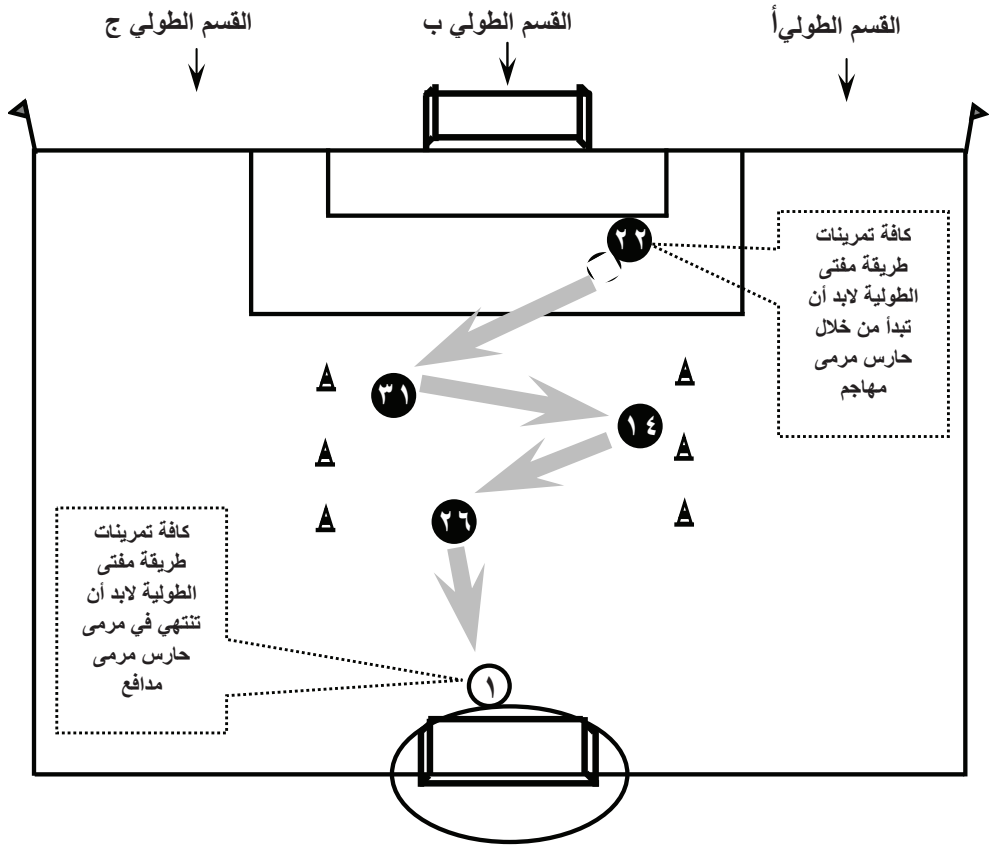 القسم الطولي أ
القسم الطولي ب
القسم الطولي ج
٢٢
كافة تمرينات
طريقة مفتى
الطولية لابد أن
تبدأ من خلال
حارس مرمى
مهاجم
٣١
١٤
٢٦
كافة تمرينات
طريقة مفتى
الطولية لابد أن
تنتهي في مرمى
حارس مرمى
مدافع
١